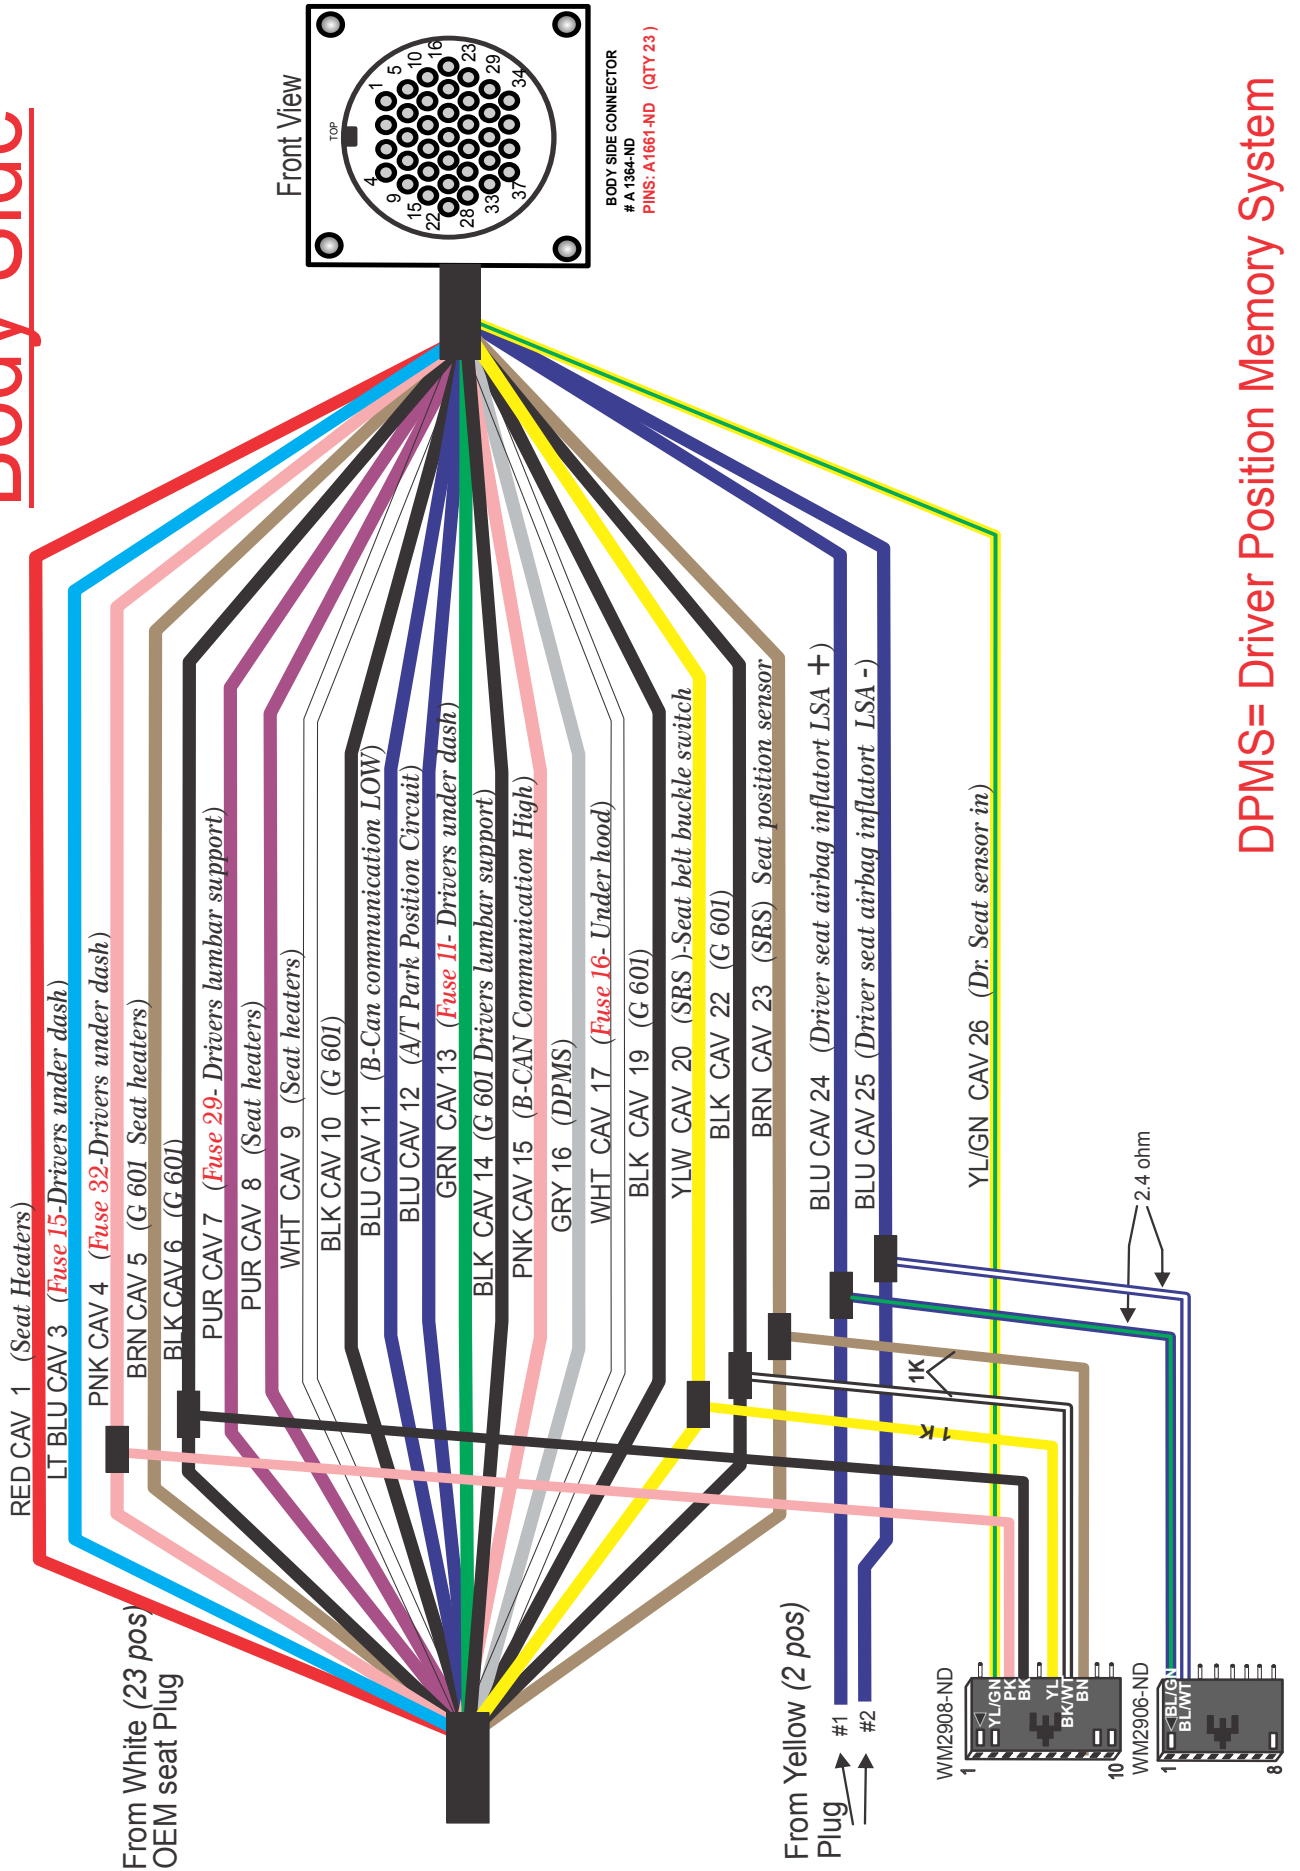 Body Side
Front View
TOP
1
5
10
16
23
29
34
4
9
15
22
28
33
37
BODY SIDE CONNECTOR
# A 1364-ND
PINS: A1661-ND (QTY 23 )
RED CAV 1 (Seat Heaters)
LT BLU CAV 3 (Fuse 15-Drivers under dash)
PNK CAV 4 (Fuse 32-Drivers under dash)
BRN CAV 5 (G 601 Seat heaters)
BLK CAV 6 (G 601)
PUR CAV 7 (Fuse 29- Drivers lumbar support)
PUR CAV 8 (Seat heaters)
WHT CAV 9 (Seat heaters)
BLK CAV 10 (G 601)
BLU CAV 11 (B-Can communication LOW)
BLU CAV 12 (A/T Park Position Circuit)
GRN CAV 13 (Fuse 11- Drivers under dash)
BLK CAV 14 (G 601 Drivers lumbar support)
PNK CAV 15 (B-CAN Communication High)
GRY 16 (DPMS)
WHT CAV 17 (Fuse 16- Under hood)
BLK CAV 19 (G 601)
YLW CAV 20 (SRS )-Seat belt buckle switch
BLK CAV 22 (G 601)
BRN CAV 23 (SRS) Seat position sensor
BLU CAV 24 (Driver seat airbag inflatort LSA +)
BLU CAV 25 (Driver seat airbag inflatort LSA -)
YL/GN CAV 26 (Dr. Seat sensor in)
2.4 ohm
1K
1K
From White (23 pos)
OEM seat Plug
From Yellow (2 pos)
Plug
#1
#2
WM2908-ND
1
YL/GN
PK
BK
YL
BK/WT
BN
10
WM2906-ND
1
BL/GN
BL/WT
8
DPMS= Driver Position Memory System